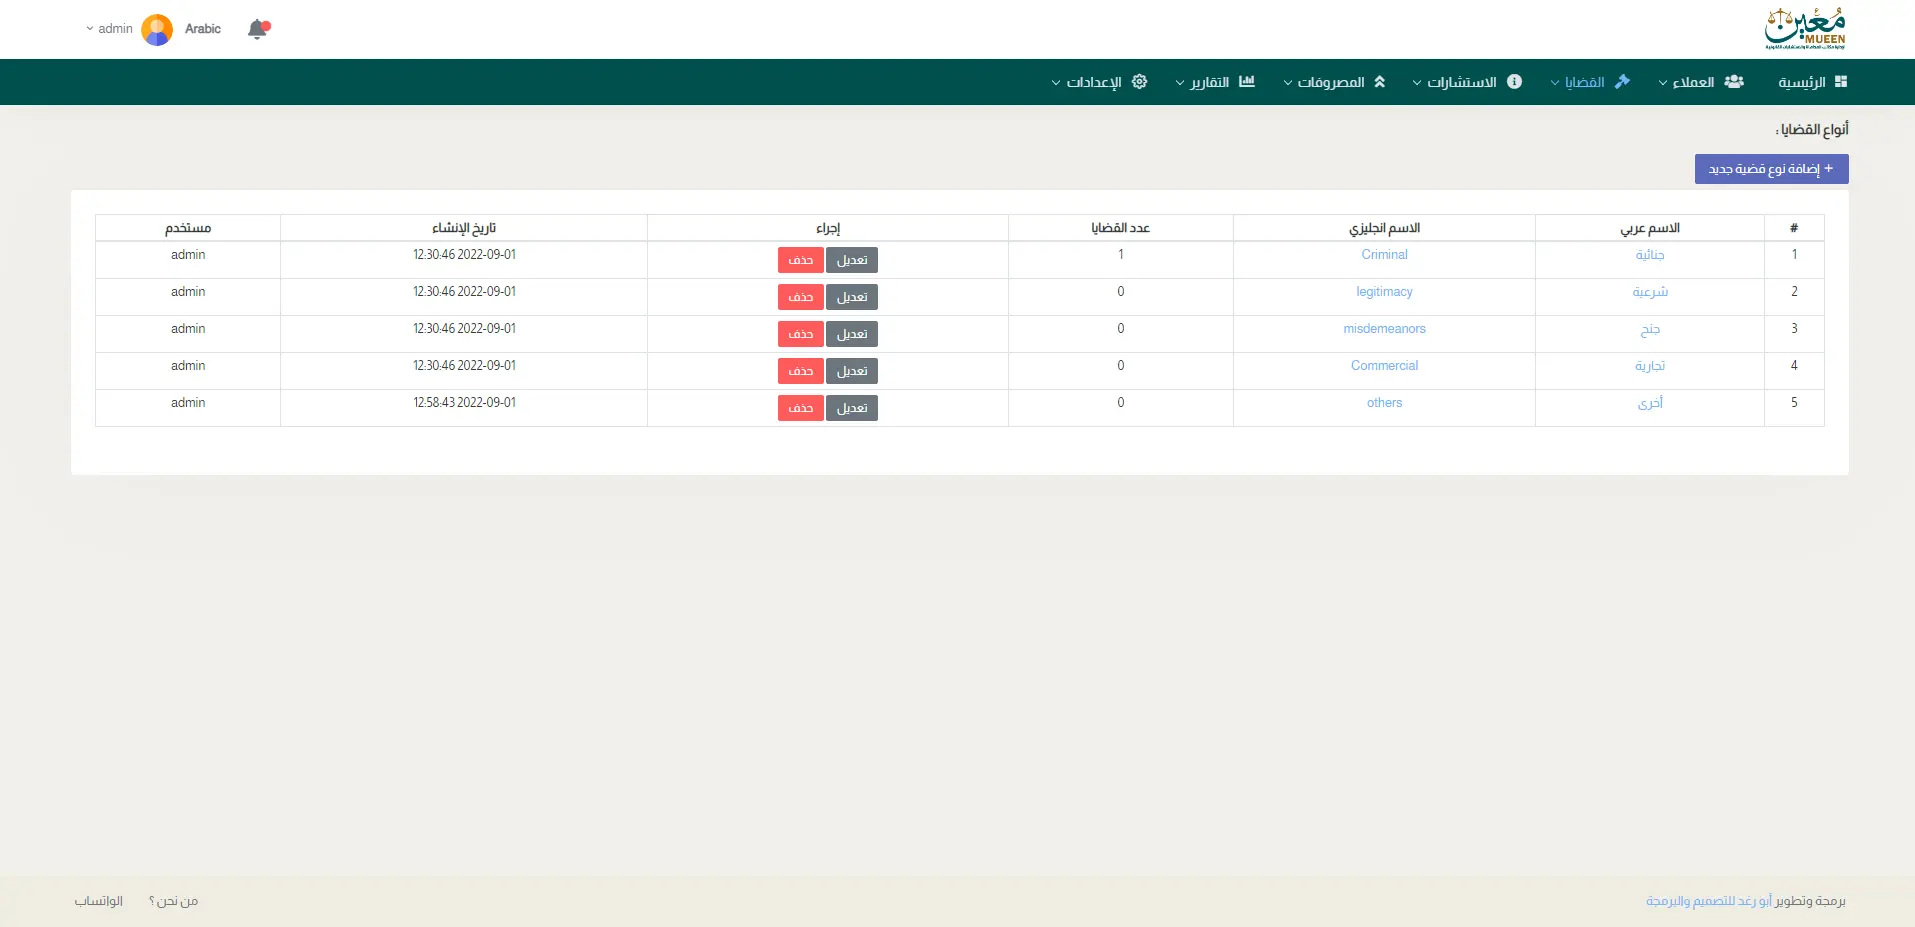 مُعين
MUEEN
Arabic
admin
الرئيسية
العملاء
القضايا
الاستشارات
المصروفات
التقارير
الإعدادات
أنواع القضايا :
+ إضافة نوع قضية جديد
# الاسم عربي الاسم انجليزي عدد القضايا إجراء تاريخ الإنشاء مستخدم
1 جنائية Criminal 1 تعديل حذف 2022-09-01 12:30:46 admin
2 شرعية legitimacy 0 تعديل حذف 2022-09-01 12:30:46 admin
3 جنح misdemeanors 0 تعديل حذف 2022-09-01 12:30:46 admin
4 تجارية Commercial 0 تعديل حذف 2022-09-01 12:30:46 admin
5 أخرى others 0 تعديل حذف 2022-09-01 12:58:43 admin
برمجة وتطوير أبو رغد للتصميم والبرمجة
من نحن ؟
الواتساب